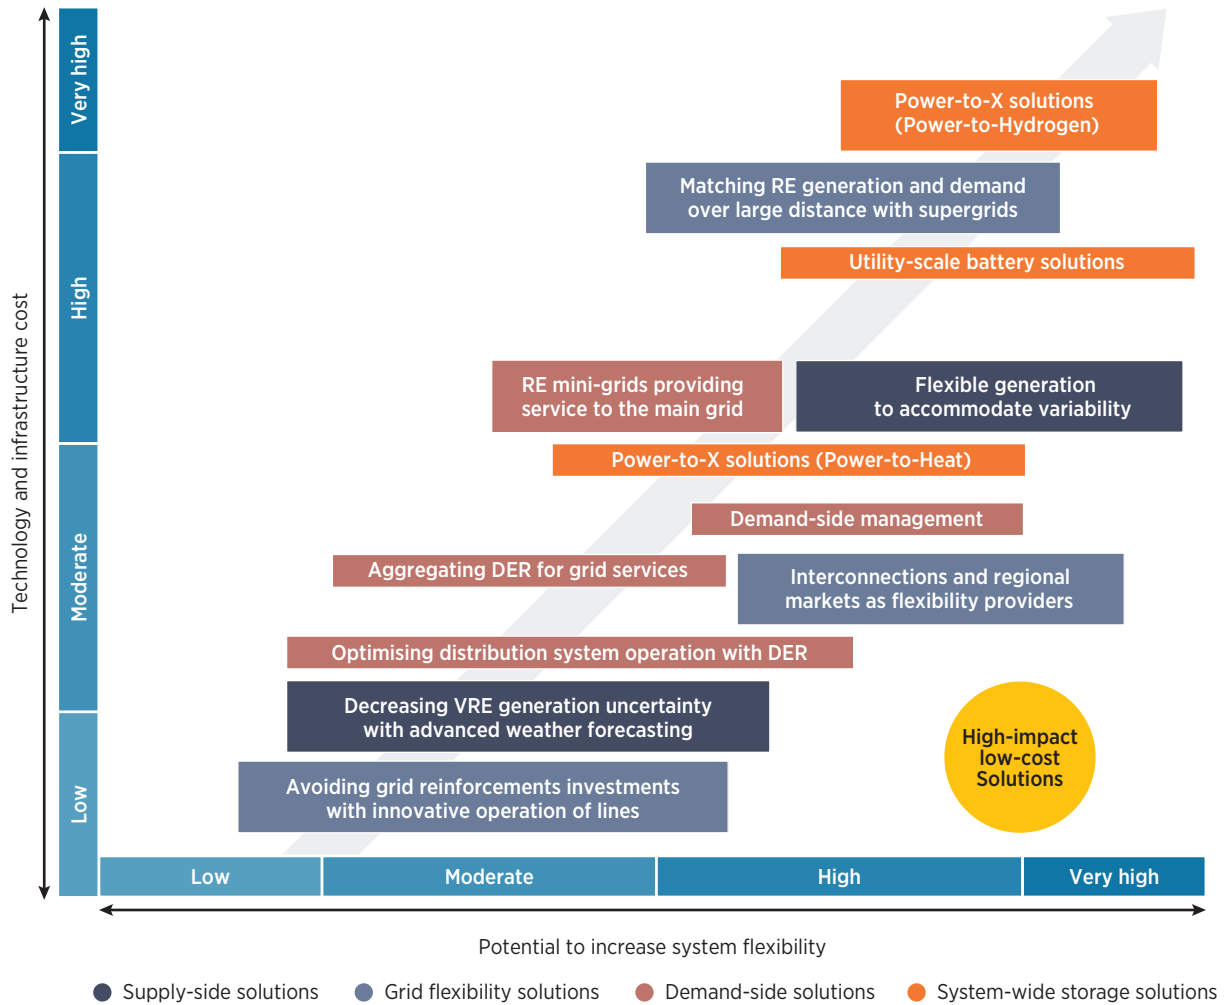 Technology and infrastructure cost
Very high
High
Moderate
Low
Power-to-X solutions
(Power-to-Hydrogen)
Matching RE generation and demand
over large distance with supergrids
Utility-scale battery solutions
RE mini-grids providing
service to the main grid
Flexible generation
to accommodate variability
Power-to-X solutions (Power-to-Heat)
Demand-side management
Aggregating DER for grid services
Interconnections and regional
markets as flexibility providers
Optimising distribution system operation with DER
Decreasing VRE generation uncertainty
with advanced weather forecasting
High-impact
low-cost
Solutions
Avoiding grid reinforcements investments
with innovative operation of lines
Low
Moderate
High
Very high
Potential to increase system flexibility
Supply-side solutions
Grid flexibility solutions
Demand-side solutions
System-wide storage solutions